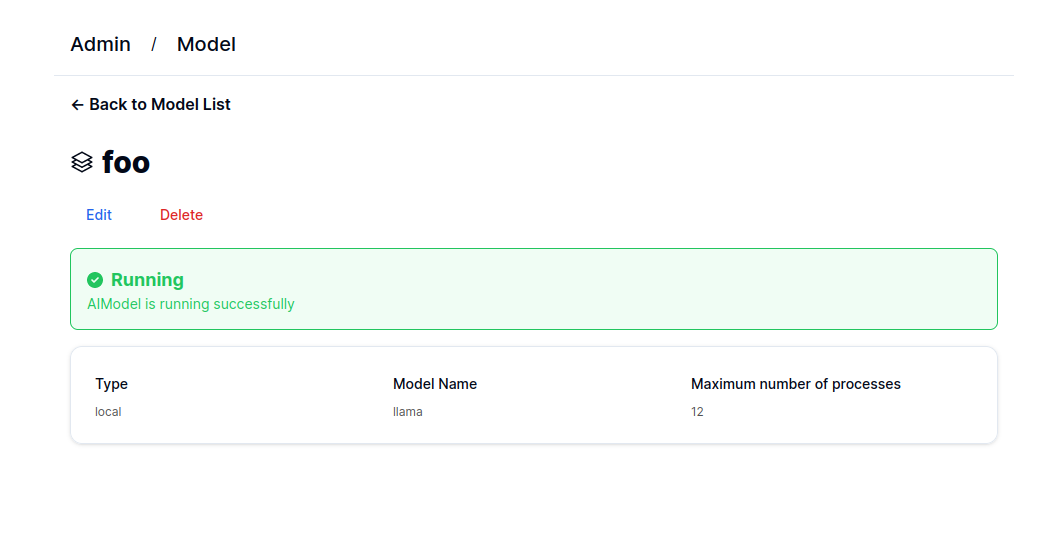 Admin / Model
← Back to Model List
foo
Edit Delete
Running
AIModel is running successfully
Type Model Name Maximum number of processes
local llama 12